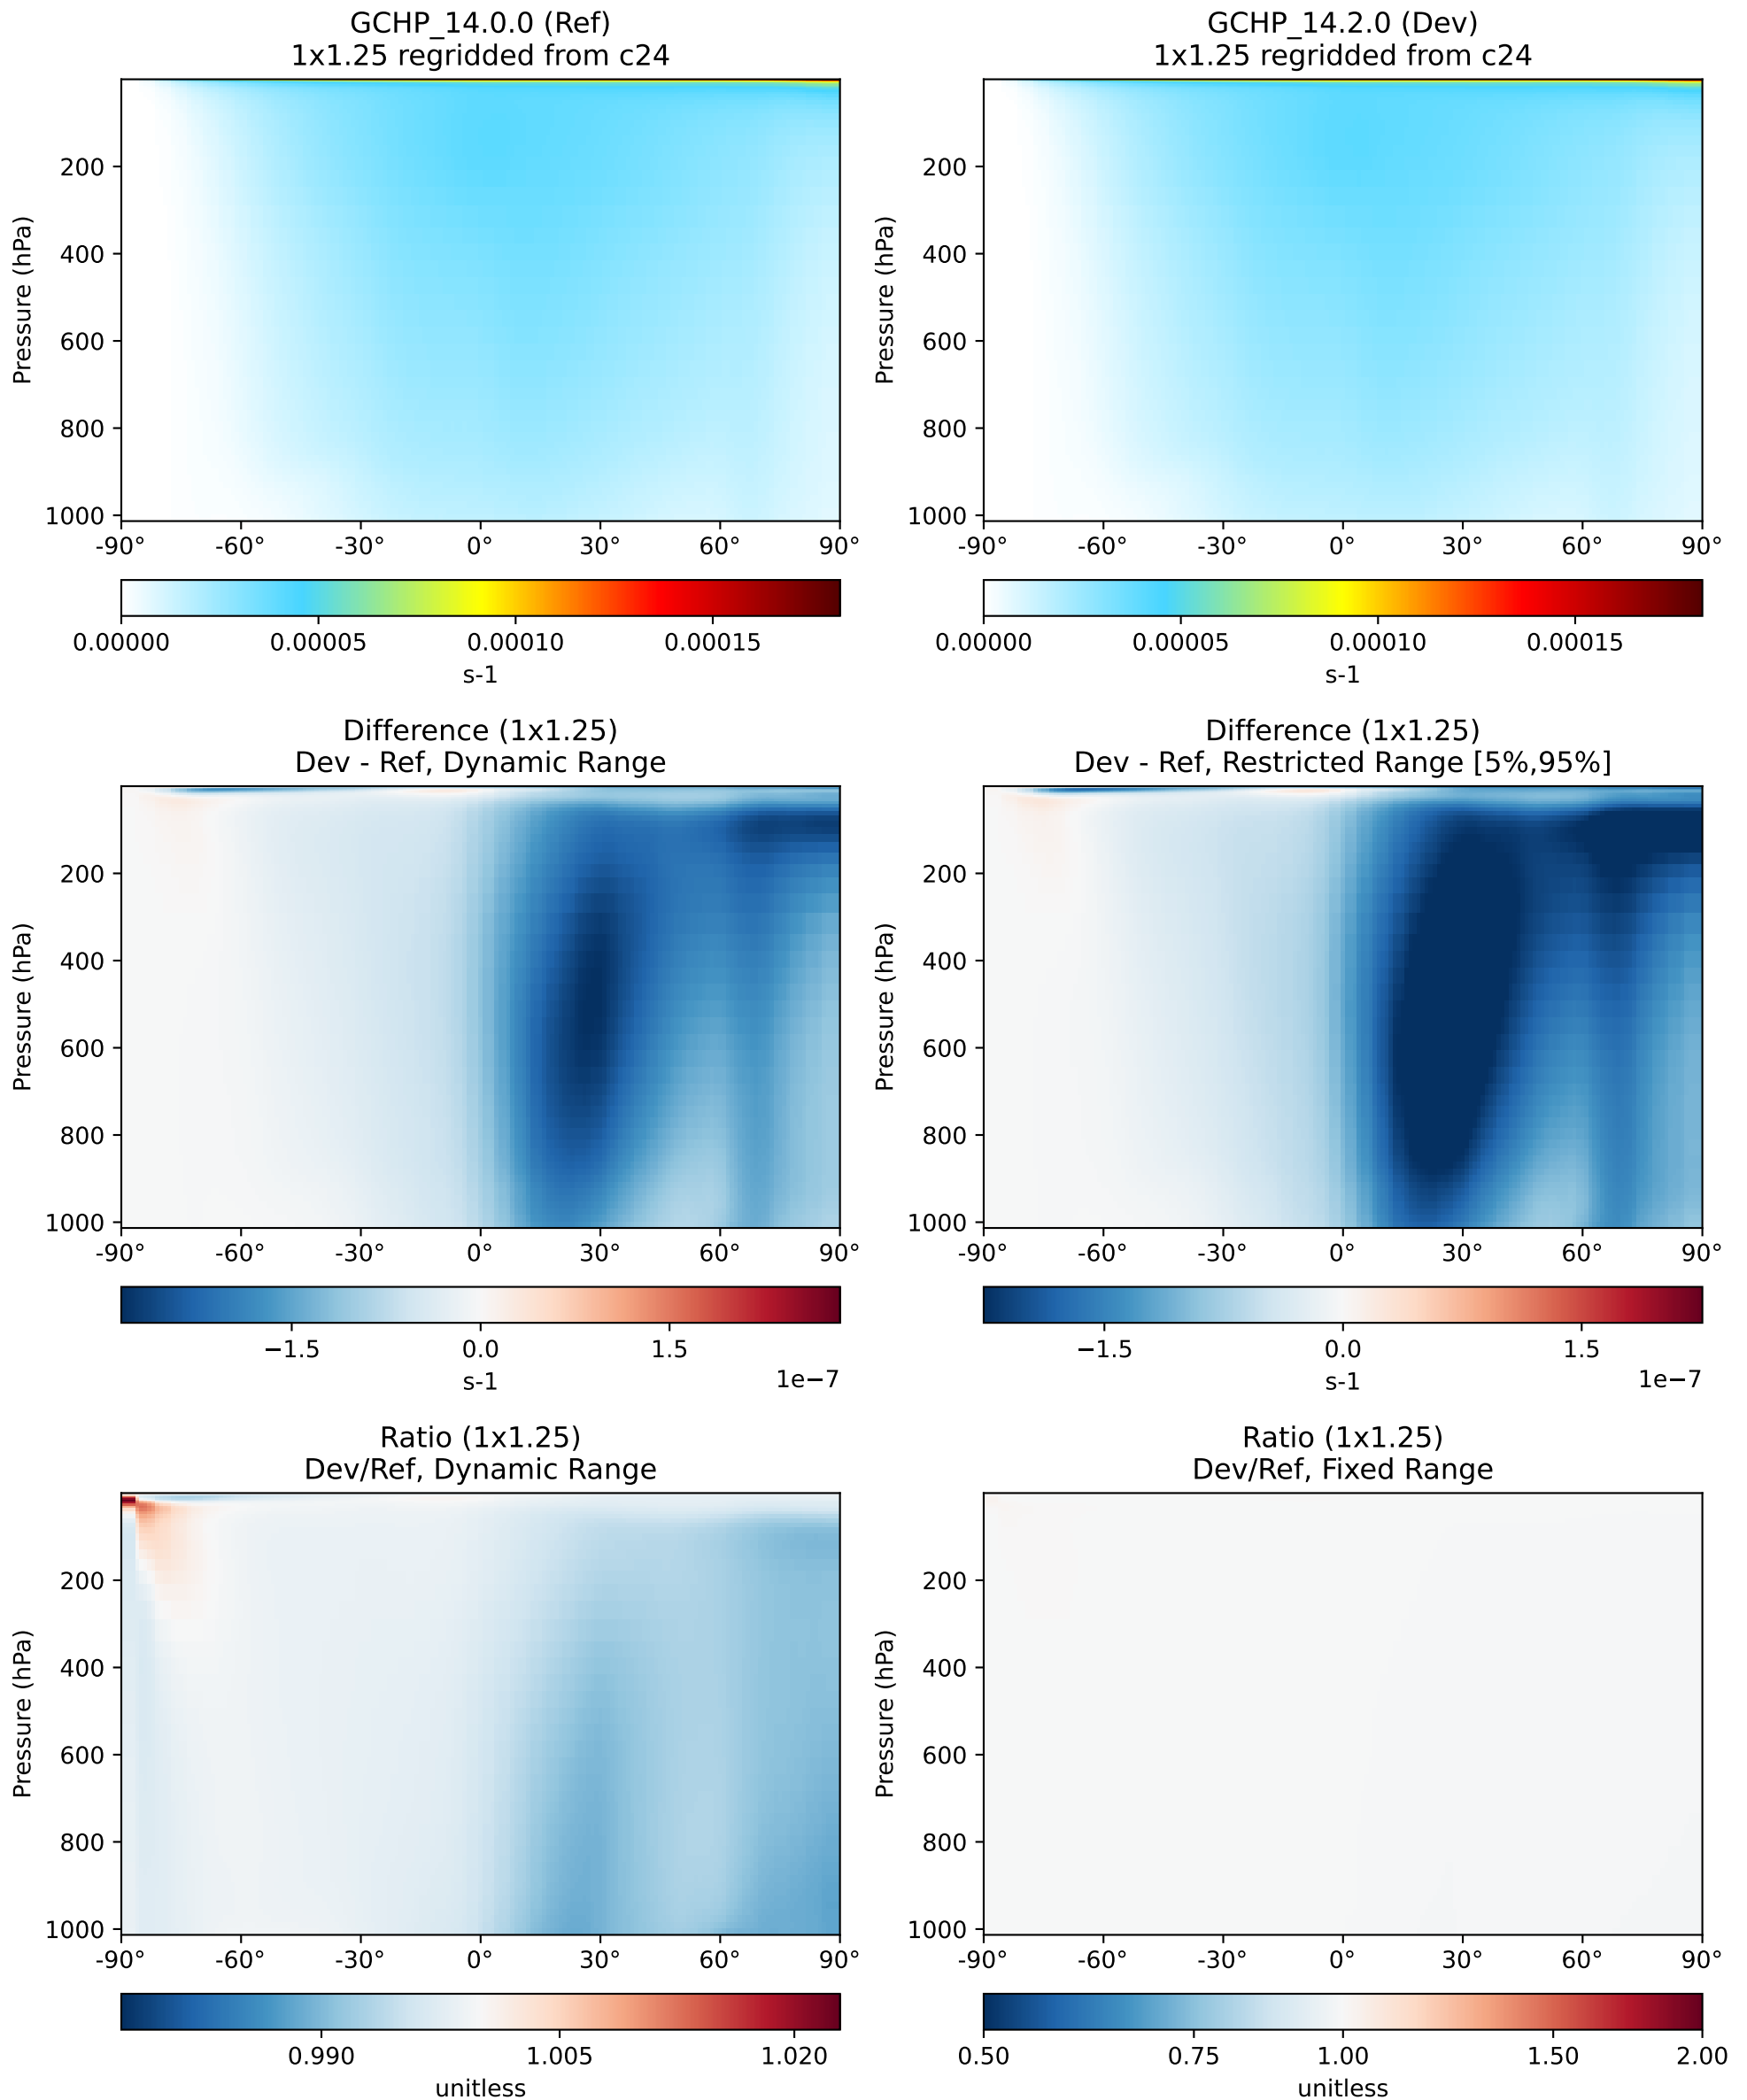 GCHP_14.0.0 (Ref)
1x1.25 regridded from c24
Pressure (hPa)
200
400
600
800
1000
-90° -60° -30° 0° 30° 60° 90°
0.00000 0.00005 0.00010 0.00015
s-1
GCHP_14.2.0 (Dev)
1x1.25 regridded from c24
Pressure (hPa)
200
400
600
800
1000
-90° -60° -30° 0° 30° 60° 90°
0.00000 0.00005 0.00010 0.00015
s-1
Difference (1x1.25)
Dev - Ref, Dynamic Range
Pressure (hPa)
200
400
600
800
1000
-90° -60° -30° 0° 30° 60° 90°
−1.5 0.0 1.5
s-1 1e−7
Difference (1x1.25)
Dev - Ref, Restricted Range [5%,95%]
Pressure (hPa)
200
400
600
800
1000
-90° -60° -30° 0° 30° 60° 90°
−1.5 0.0 1.5
s-1 1e−7
Ratio (1x1.25)
Dev/Ref, Dynamic Range
Pressure (hPa)
200
400
600
800
1000
-90° -60° -30° 0° 30° 60° 90°
0.990 1.005 1.020
unitless
Ratio (1x1.25)
Dev/Ref, Fixed Range
Pressure (hPa)
200
400
600
800
1000
-90° -60° -30° 0° 30° 60° 90°
0.50 0.75 1.00 1.50 2.00
unitless